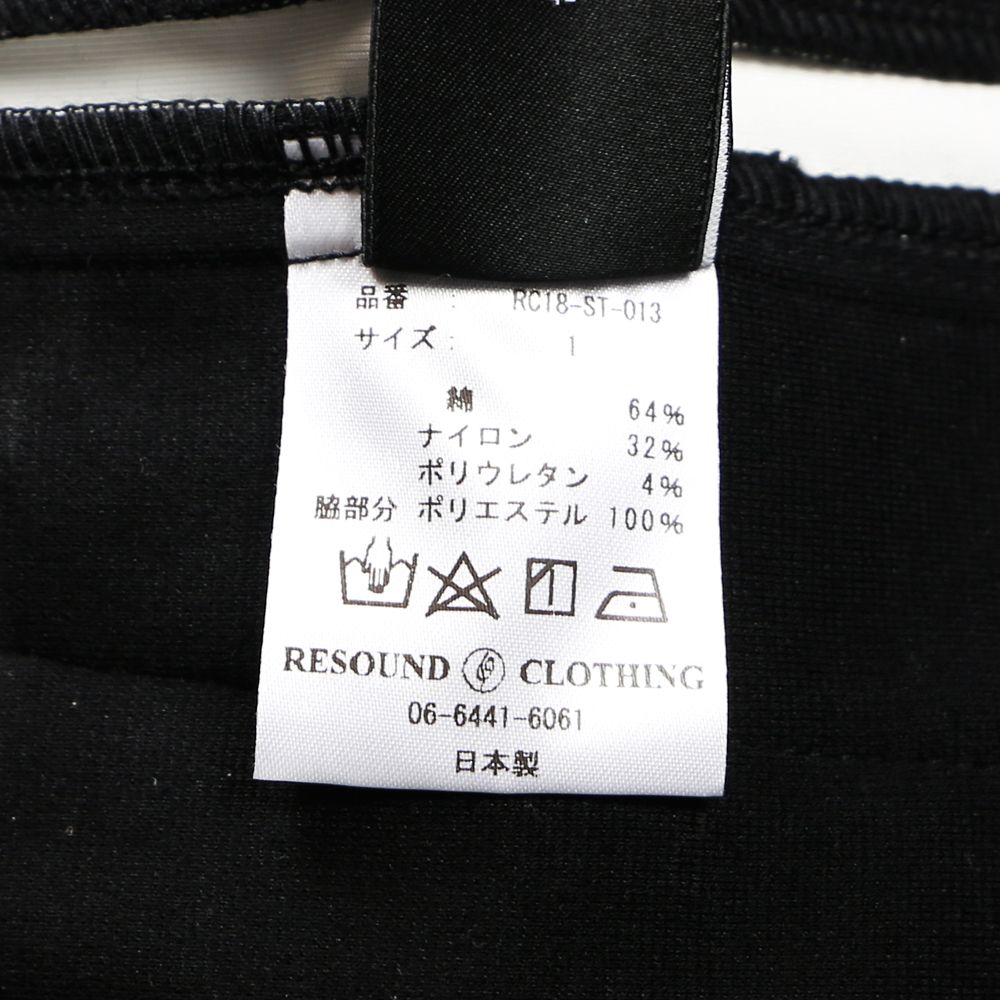 品番 : RC18-ST-013
サイズ : 1
綿 64%
ナイロン 32%
ポリウレタン 4%
脇部分 ポリエステル 100%
RESOUND CLOTHING
06-6441-6061
日本製